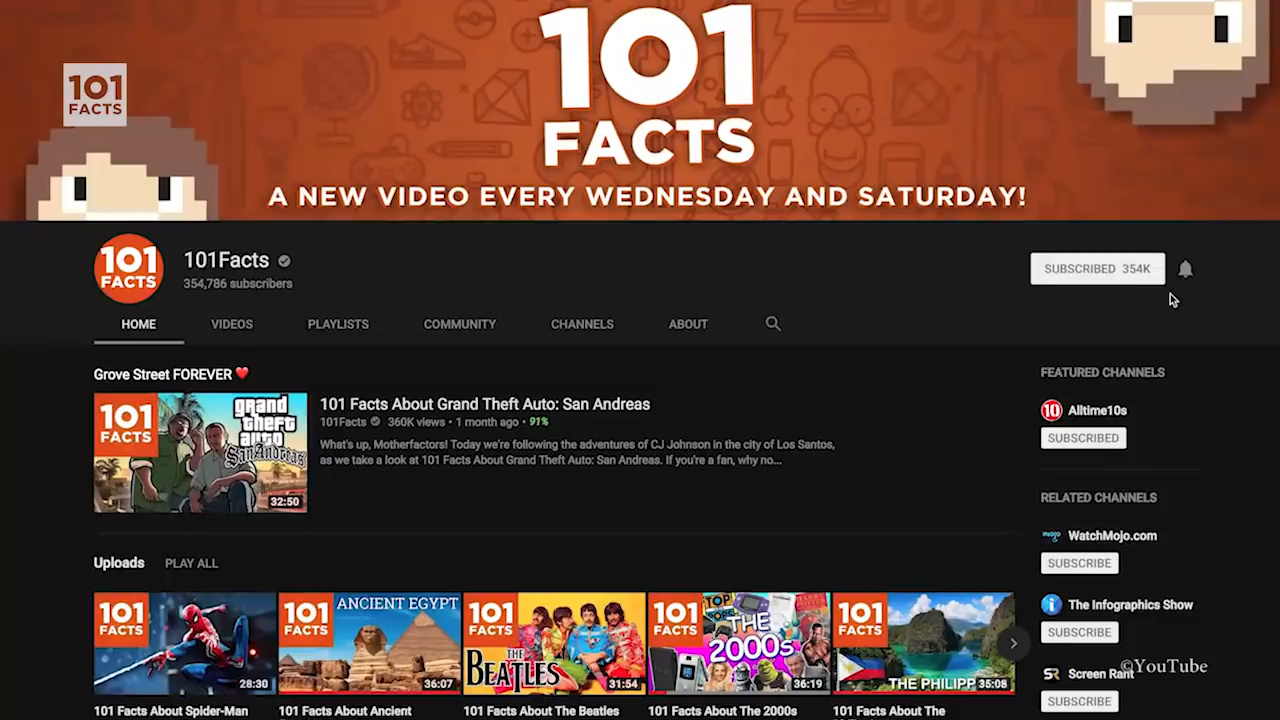 101
FACTS
101
FACTS
A NEW VIDEO EVERY WEDNESDAY AND SATURDAY!
101
FACTS
101Facts
354,786 subscribers
SUBSCRIBED 354K
HOME VIDEOS PLAYLISTS COMMUNITY CHANNELS ABOUT
Grove Street FOREVER
101
FACTS
grand
theft
auto
San Andreas
32:50
101 Facts About Grand Theft Auto: San Andreas
101Facts 360K views • 1 month ago • 91%
What's up, Motherfactors! Today we're following the adventures of CJ Johnson in the city of Los Santos,
as we take a look at 101 Facts About Grand Theft Auto: San Andreas. If you're a fan, why no...
FEATURED CHANNELS
10 Alltime10s
SUBSCRIBED
RELATED CHANNELS
mojo WatchMojo.com
SUBSCRIBE
i The Infographics Show
SUBSCRIBE
SR Screen Rant
SUBSCRIBE
©YouTube
Uploads PLAY ALL
101
FACTS
28:30
101 Facts About Spider-Man
101
FACTS
ANCIENT EGYPT
36:07
101 Facts About Ancient
101
FACTS
THE
BEATLES
31:54
101 Facts About The Beatles
101
FACTS
TOP
THE
2000s
36:19
101 Facts About The 2000s
101
FACTS
THE PHILIPP
35:08
101 Facts About The